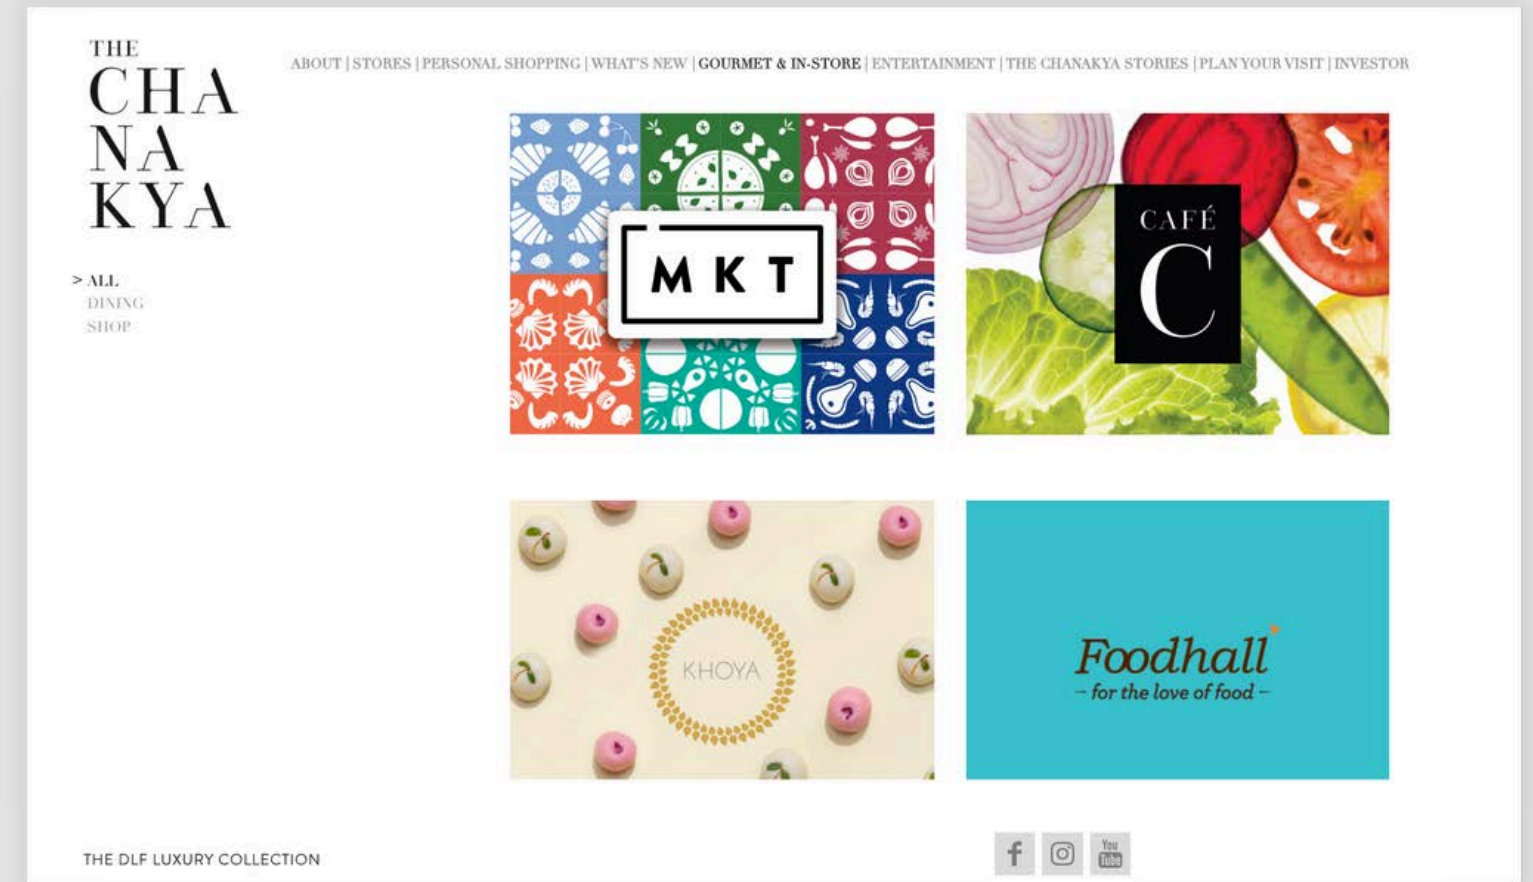 THE
CHA
NA
KYA
ABOUT | STORES | PERSONAL SHOPPING | WHAT'S NEW | GOURMET & IN-STORE | ENTERTAINMENT | THE CHANAKYA STORIES | PLAN YOUR VISIT | INVESTOR
> ALL
DINING
SHOP
MKT
CAFÉ
C
KHOYA
Foodhall
– for the love of food –
THE DLF LUXURY COLLECTION
f
You
Tube